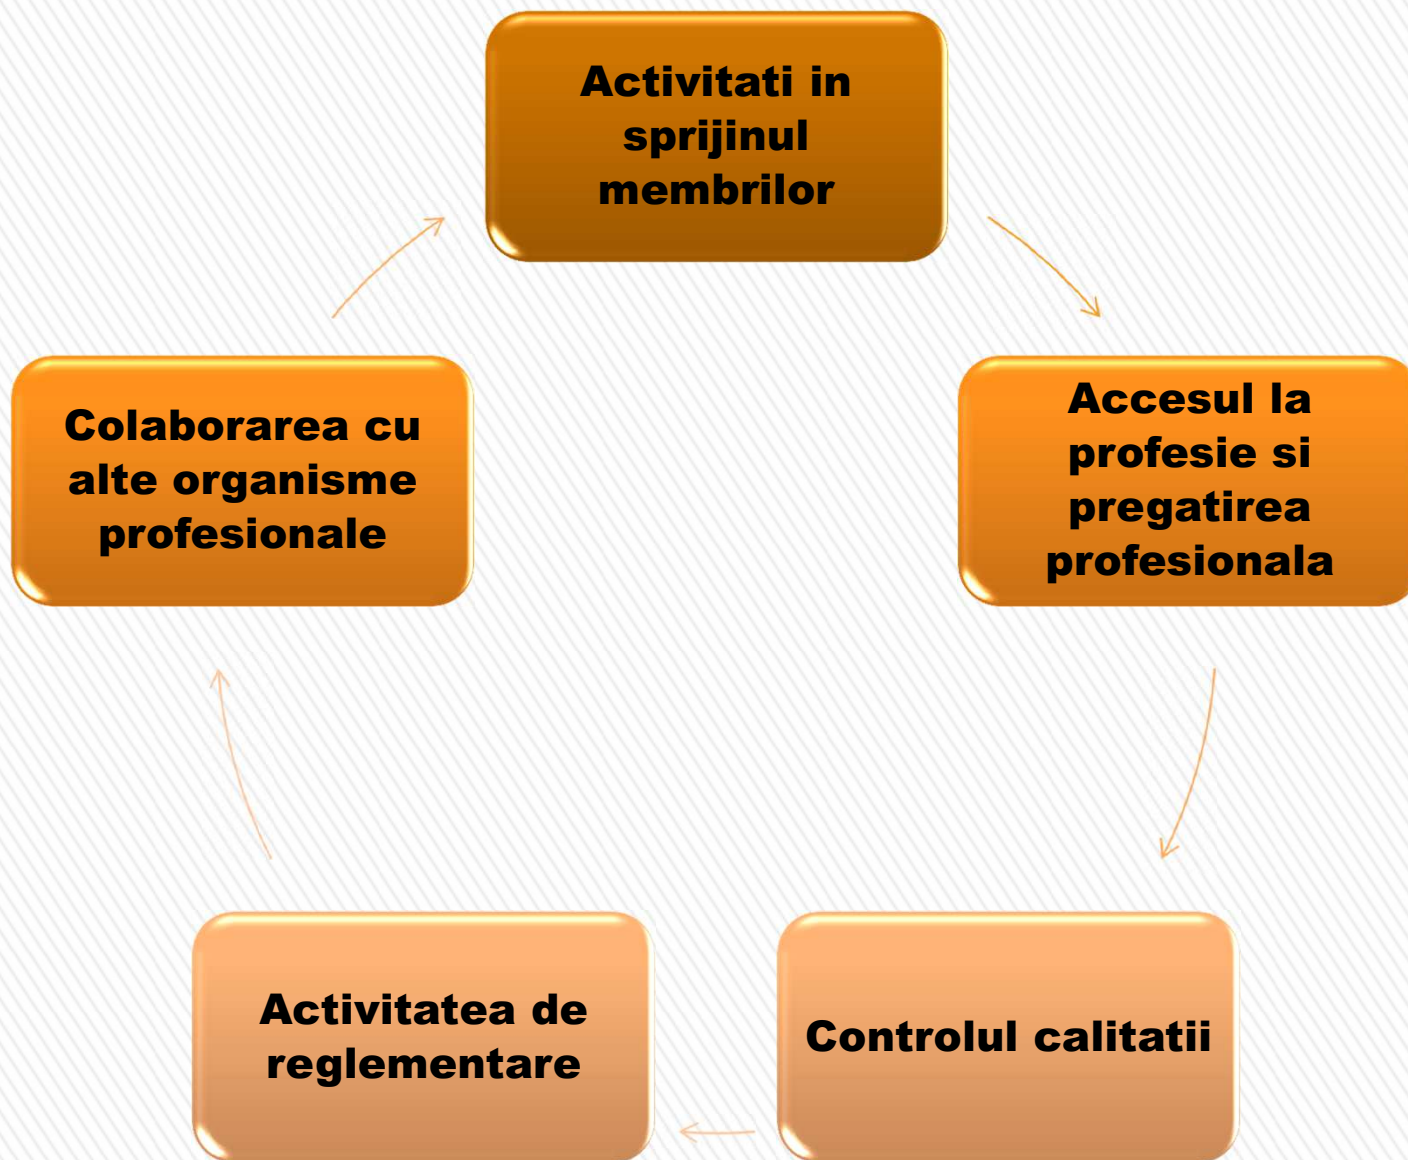 Activitati in
sprijinul
membrilor
Accesul la
profesie si
pregatirea
profesionala
Controlul calitatii
Activitatea de
reglementare
Colaborarea cu
alte organisme
profesionale